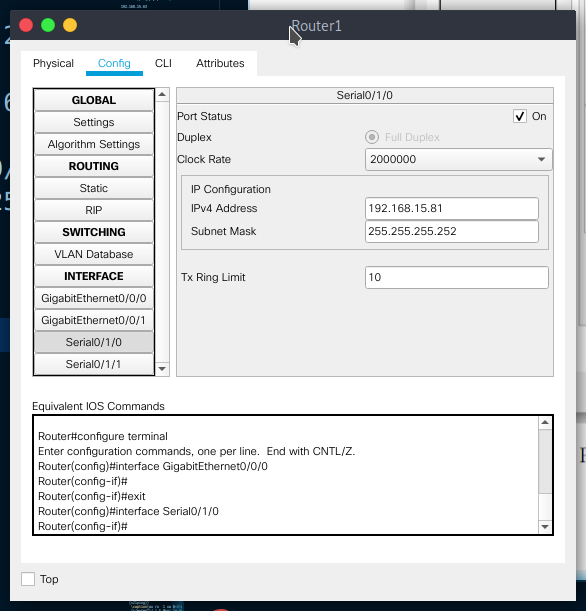 192.168.15.63
Router1
Physical Config CLI Attributes
GLOBAL
Settings
Algorithm Settings
ROUTING
Static
RIP
SWITCHING
VLAN Database
INTERFACE
GigabitEthernet0/0/0
GigabitEthernet0/0/1
Serial0/1/0
Serial0/1/1
Serial0/1/0
Port Status On
Duplex Full Duplex
Clock Rate 2000000
IP Configuration
IPv4 Address 192.168.15.81
Subnet Mask 255.255.255.252
Tx Ring Limit 10
Equivalent IOS Commands
Router#configure terminal
Enter configuration commands, one per line. End with CNTL/Z.
Router(config)#interface GigabitEthernet0/0/0
Router(config-if)#
Router(config-if)#exit
Router(config)#interface Serial0/1/0
Router(config-if)#
Top